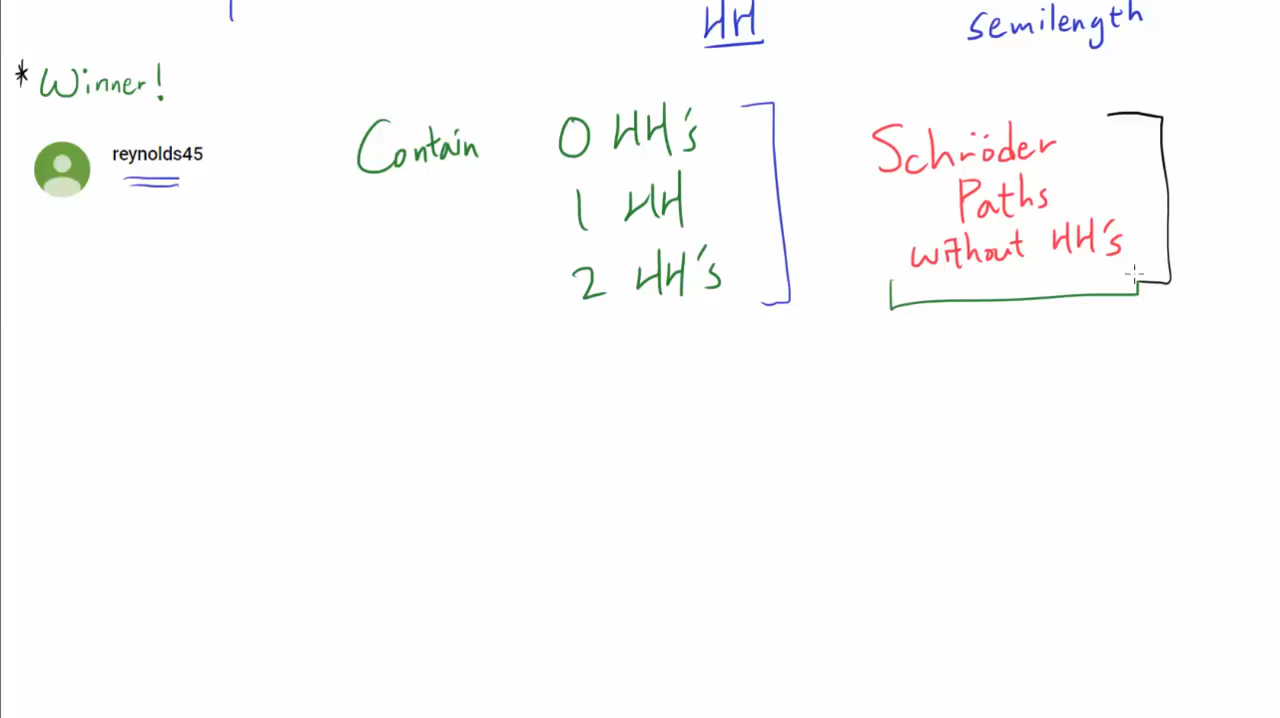 HH
semilength
* Winner!
reynolds45
Contain
0 HH's
1 HH
2 HH's
Schröder
Paths
without HH's